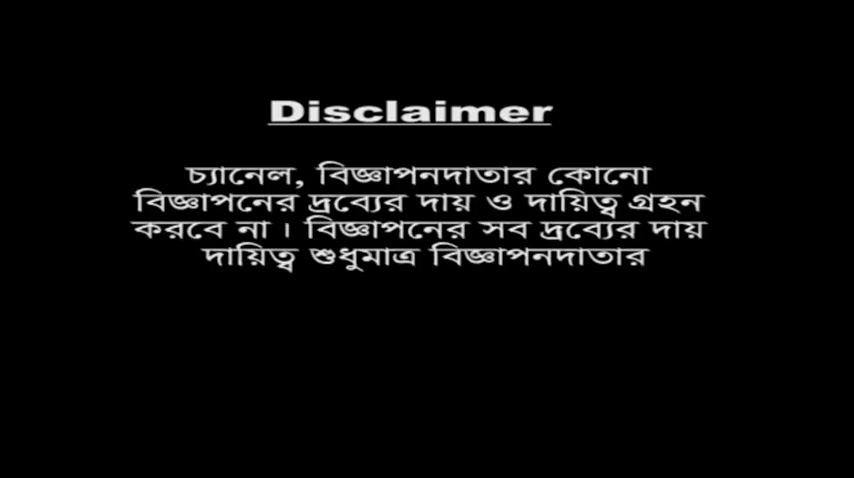 Disclaimer
চ্যানেল, বিজ্ঞাপনদাতার কোনো
বিজ্ঞাপনের দ্রব্যের দায় ও দায়িত্ব গ্রহন
করবে না । বিজ্ঞাপনের সব দ্রব্যের দায়
দায়িত্ব শুধুমাত্র বিজ্ঞাপনদাতার